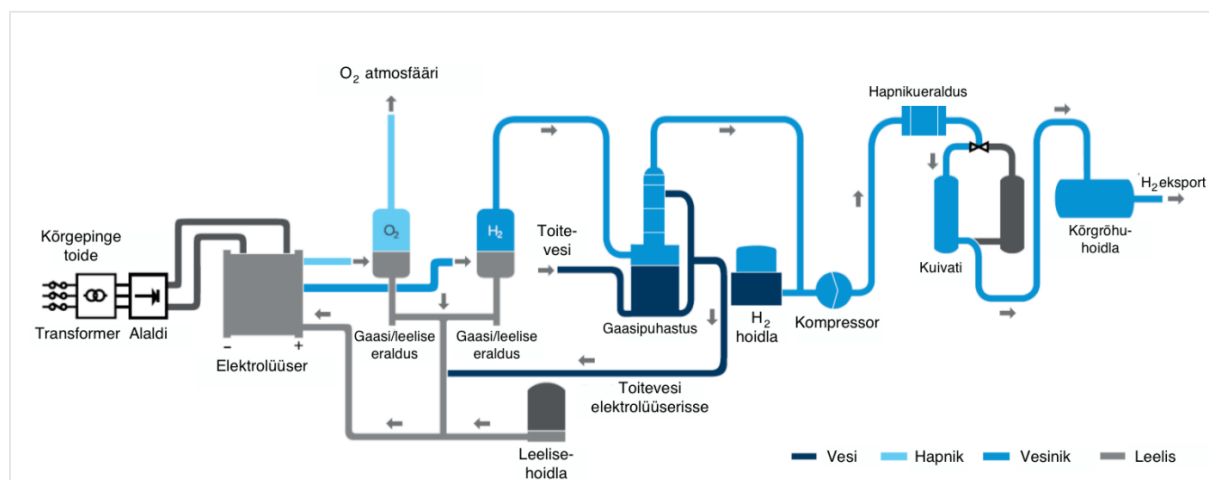 O₂ atmosfääri
Hapnikueraldus
H₂eksport
Kõrgrõhu-
hoidla
Kuivati
Kõrgepinge
toide
O₂
H₂
Toite-
vesi
Transformer
Alaldi
−
+
Elektrolüüser
Gaasi/leelise
eraldus
Gaasi/leelise
eraldus
Gaasipuhastus
H₂
hoidla
Kompressor
Toitevesi
elektrolüüserisse
Leelise-
hoidla
Vesi
Hapnik
Vesinik
Leelis